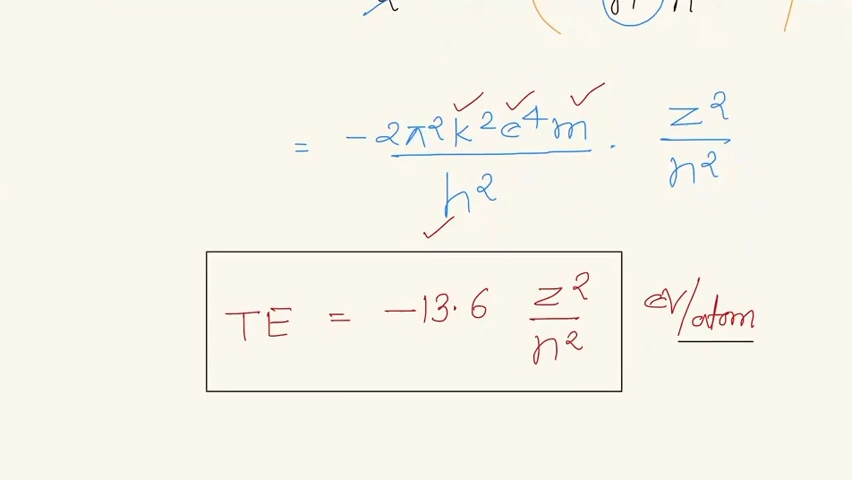 = -2π²k²e⁴m/h² · z²/n²
TE = -13.6 z²/n² eV/atom